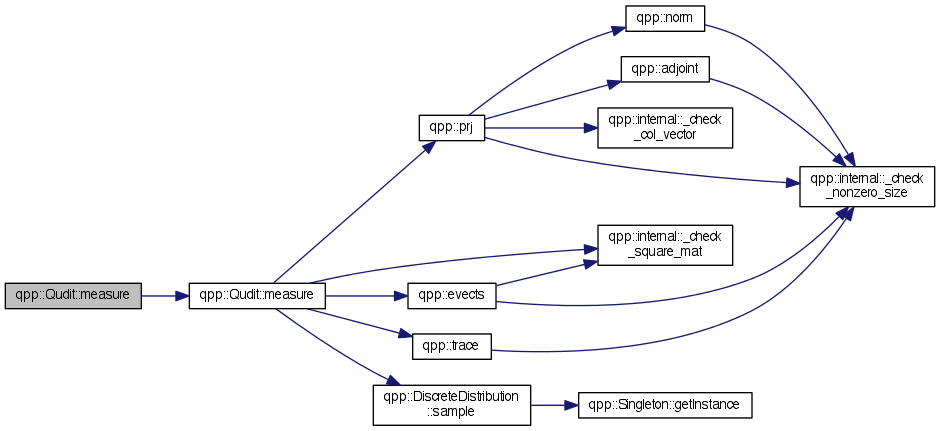 qpp::norm
qpp::adjoint
qpp::prj
qpp::internal::_check
_col_vector
qpp::internal::_check
_nonzero_size
qpp::internal::_check
_square_mat
qpp::Qudit::measure
qpp::Qudit::measure
qpp::evects
qpp::trace
qpp::DiscreteDistribution
::sample
qpp::Singleton::getInstance